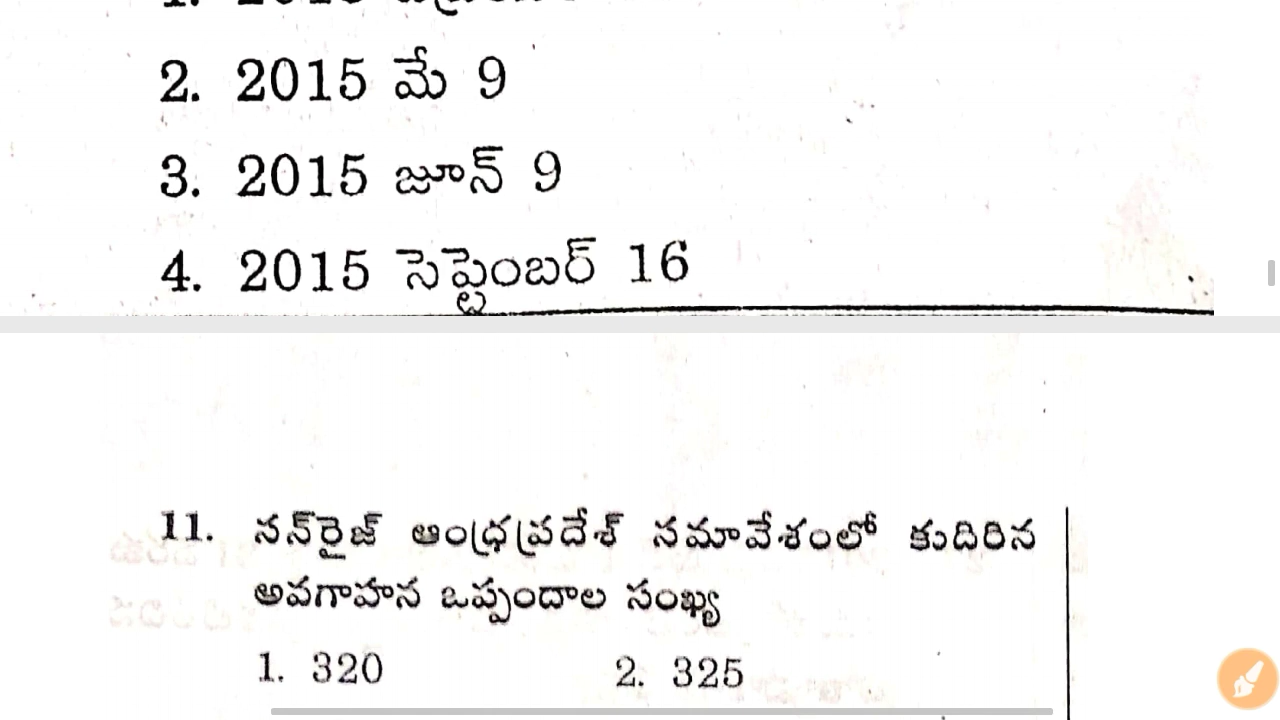 2. 2015 మే 9
3. 2015 జూన్ 9
4. 2015 సెప్టెంబర్ 16
11. సన్‌రైజ్ ఆంధ్రప్రదేశ్ సమావేశంలో కుదిరిన
అవగాహన ఒప్పందాల సంఖ్య
1. 320 2. 325